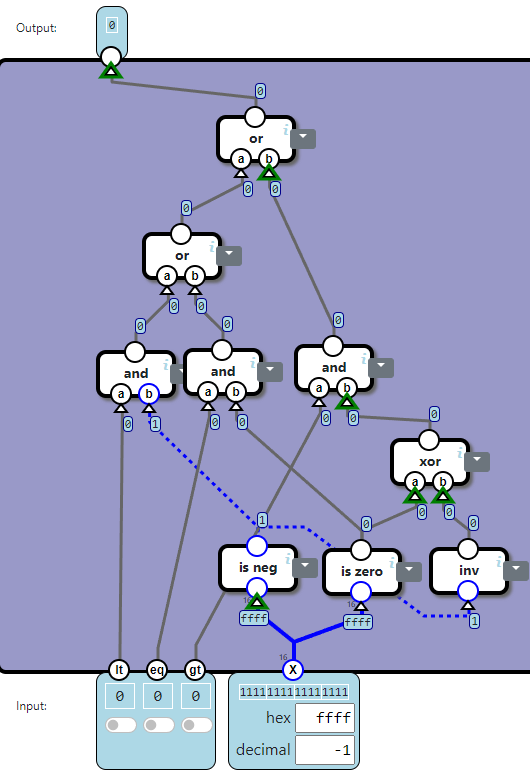 Output: 0
0
i
or
a b
0 0
0
i
or
a b
0 0
0 0 0
i i
and and and
a b a b a b
0 1 0 0 0 0
0
i
xor
a b
0 0
1 0 0
i i i
is neg is zero inv
16 16
ffff ffff 1
16
lt eq gt X
Input: 0 0 0 1111111111111111
hex ffff
decimal -1